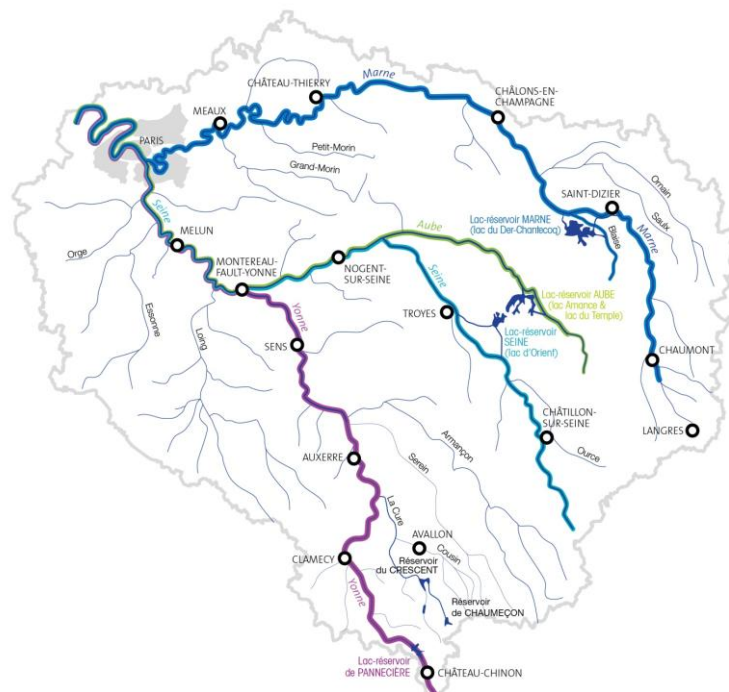 CHÂTEAU-THIERRY
Marne
CHÂLONS-EN-
CHAMPAGNE
MEAUX
PARIS
Petit-Morin
Grand-Morin
SAINT-DIZIER
Ornain
Saulx
Seine
Lac-réservoir MARNE
(lac du Der-Chantecoq)
Blaise
Marne
Aube
Orge
MELUN
MONTEREAU-
FAULT-YONNE
NOGENT-
SUR-SEINE
Seine
Lac-réservoir AUBE
(lac Amance &
lac du Temple)
Essonne
Loing
Yonne
TROYES
Lac-réservoir
SEINE
(lac d'Orient)
SENS
CHAUMONT
CHÂTILLON-
SUR-SEINE
LANGRES
Armançon
Ource
AUXERRE
Serein
La Cure
AVALLON
Cousin
CLAMECY
Réservoir
du CRESCENT
Yonne
Réservoir
de CHAUMEÇON
Lac-réservoir
de PANNECIÈRE
CHÂTEAU-CHINON